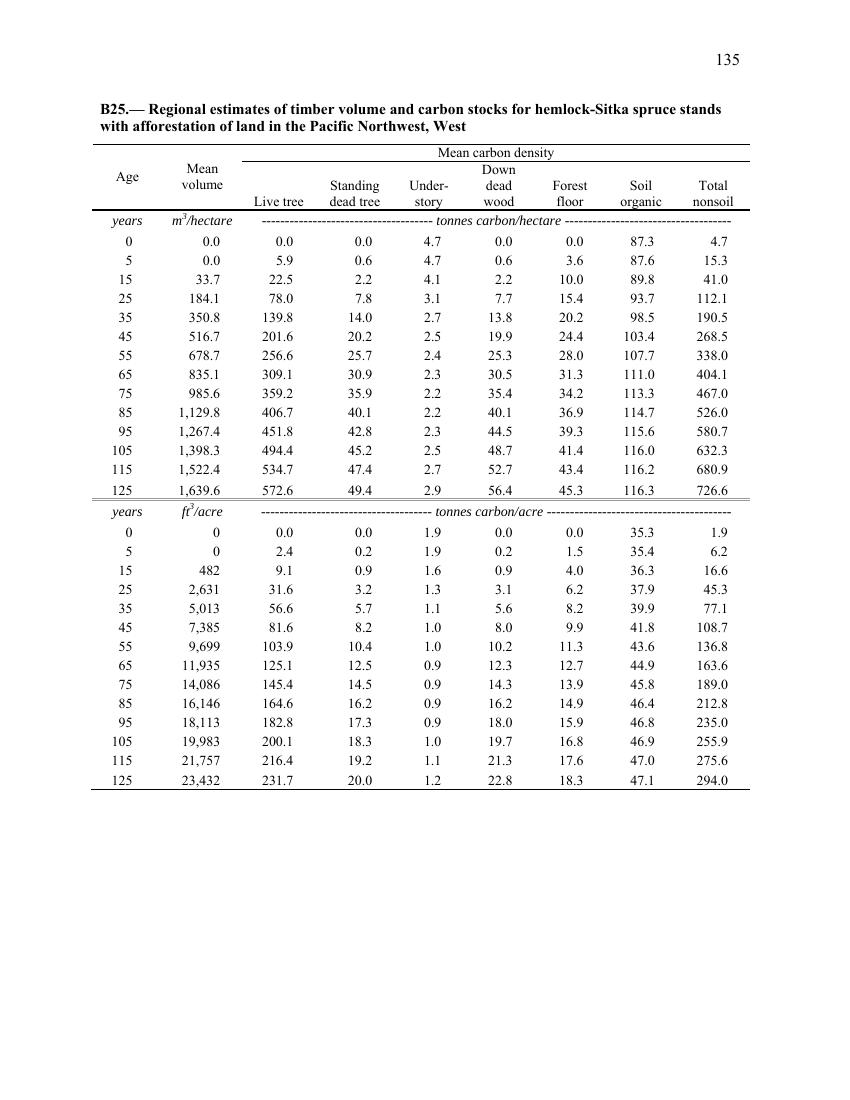 135
B25.— Regional estimates of timber volume and carbon stocks for hemlock-Sitka spruce stands
with afforestation of land in the Pacific Northwest, West
Age Mean volume Mean carbon density
Live tree Standing dead tree Under-story Down dead wood Forest floor Soil organic Total nonsoil
years m³/hectare ------------------------------------- tonnes carbon/hectare ------------------------------------
0 0.0 0.0 0.0 4.7 0.0 0.0 87.3 4.7
5 0.0 5.9 0.6 4.7 0.6 3.6 87.6 15.3
15 33.7 22.5 2.2 4.1 2.2 10.0 89.8 41.0
25 184.1 78.0 7.8 3.1 7.7 15.4 93.7 112.1
35 350.8 139.8 14.0 2.7 13.8 20.2 98.5 190.5
45 516.7 201.6 20.2 2.5 19.9 24.4 103.4 268.5
55 678.7 256.6 25.7 2.4 25.3 28.0 107.7 338.0
65 835.1 309.1 30.9 2.3 30.5 31.3 111.0 404.1
75 985.6 359.2 35.9 2.2 35.4 34.2 113.3 467.0
85 1,129.8 406.7 40.1 2.2 40.1 36.9 114.7 526.0
95 1,267.4 451.8 42.8 2.3 44.5 39.3 115.6 580.7
105 1,398.3 494.4 45.2 2.5 48.7 41.4 116.0 632.3
115 1,522.4 534.7 47.4 2.7 52.7 43.4 116.2 680.9
125 1,639.6 572.6 49.4 2.9 56.4 45.3 116.3 726.6
years ft³/acre ------------------------------------- tonnes carbon/acre ----------------------------------------
0 0 0.0 0.0 1.9 0.0 0.0 35.3 1.9
5 0 2.4 0.2 1.9 0.2 1.5 35.4 6.2
15 482 9.1 0.9 1.6 0.9 4.0 36.3 16.6
25 2,631 31.6 3.2 1.3 3.1 6.2 37.9 45.3
35 5,013 56.6 5.7 1.1 5.6 8.2 39.9 77.1
45 7,385 81.6 8.2 1.0 8.0 9.9 41.8 108.7
55 9,699 103.9 10.4 1.0 10.2 11.3 43.6 136.8
65 11,935 125.1 12.5 0.9 12.3 12.7 44.9 163.6
75 14,086 145.4 14.5 0.9 14.3 13.9 45.8 189.0
85 16,146 164.6 16.2 0.9 16.2 14.9 46.4 212.8
95 18,113 182.8 17.3 0.9 18.0 15.9 46.8 235.0
105 19,983 200.1 18.3 1.0 19.7 16.8 46.9 255.9
115 21,757 216.4 19.2 1.1 21.3 17.6 47.0 275.6
125 23,432 231.7 20.0 1.2 22.8 18.3 47.1 294.0